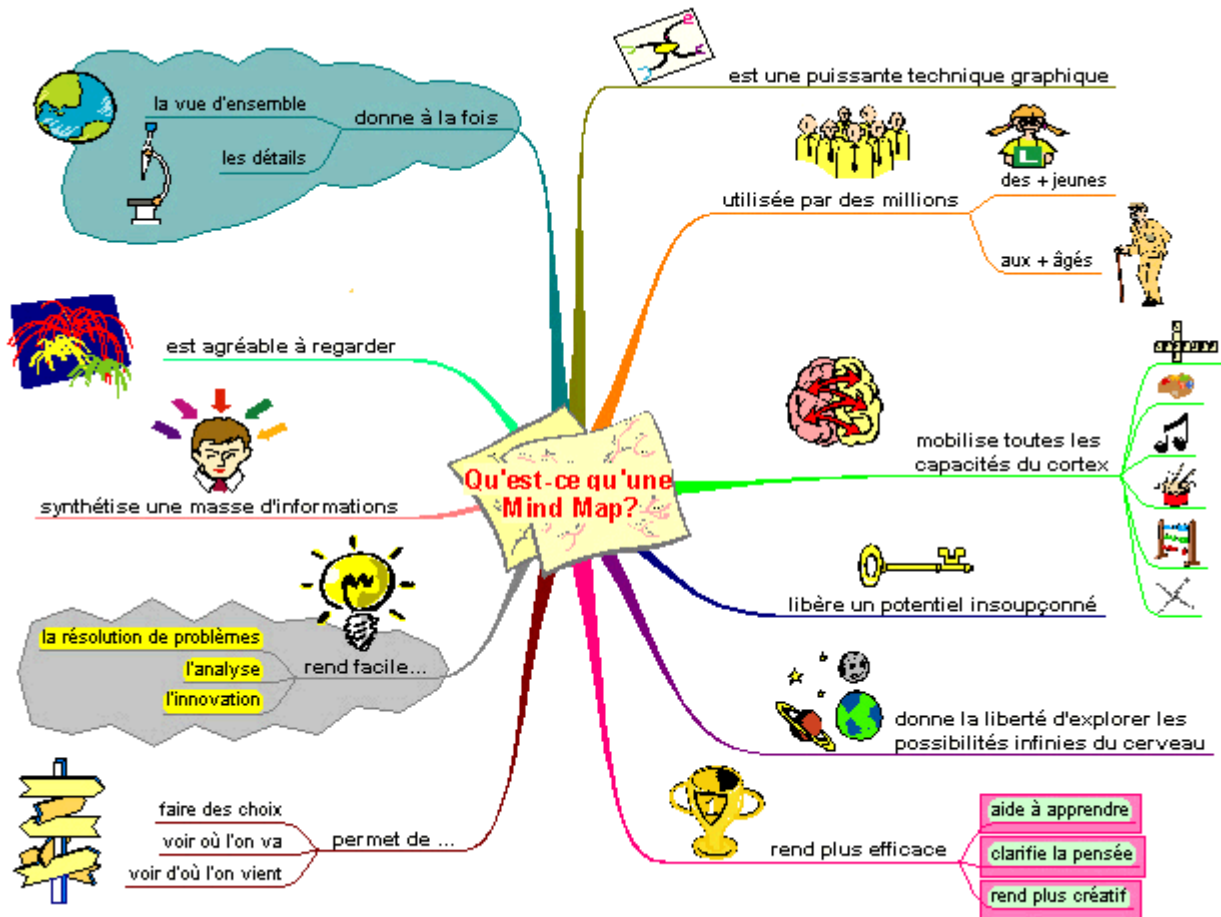 Qu'est-ce qu'une
Mind Map?
est une puissante technique graphique
utilisée par des millions
des + jeunes
aux + âgés
mobilise toutes les
capacités du cortex
libère un potentiel insoupçonné
donne la liberté d'explorer les
possibilités infinies du cerveau
rend plus efficace
aide à apprendre
clarifie la pensée
rend plus créatif
permet de ...
faire des choix
voir où l'on va
voir d'où l'on vient
rend facile...
la résolution de problèmes
l'analyse
l'innovation
synthétise une masse d'informations
est agréable à regarder
donne à la fois
la vue d'ensemble
les détails